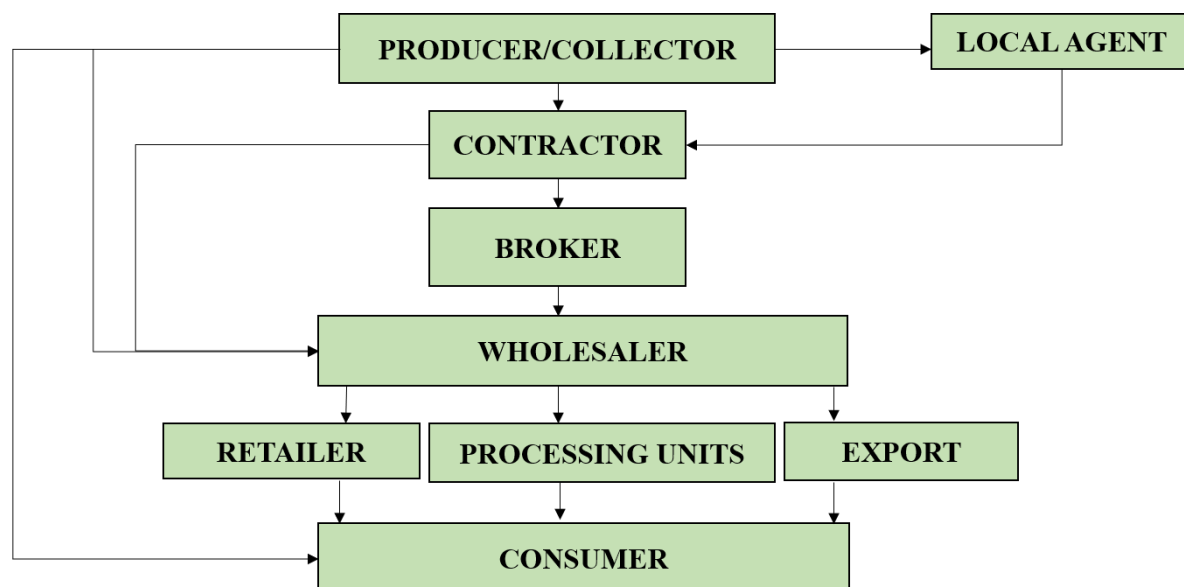 PRODUCER/COLLECTOR
LOCAL AGENT
CONTRACTOR
BROKER
WHOLESALER
RETAILER
PROCESSING UNITS
EXPORT
CONSUMER